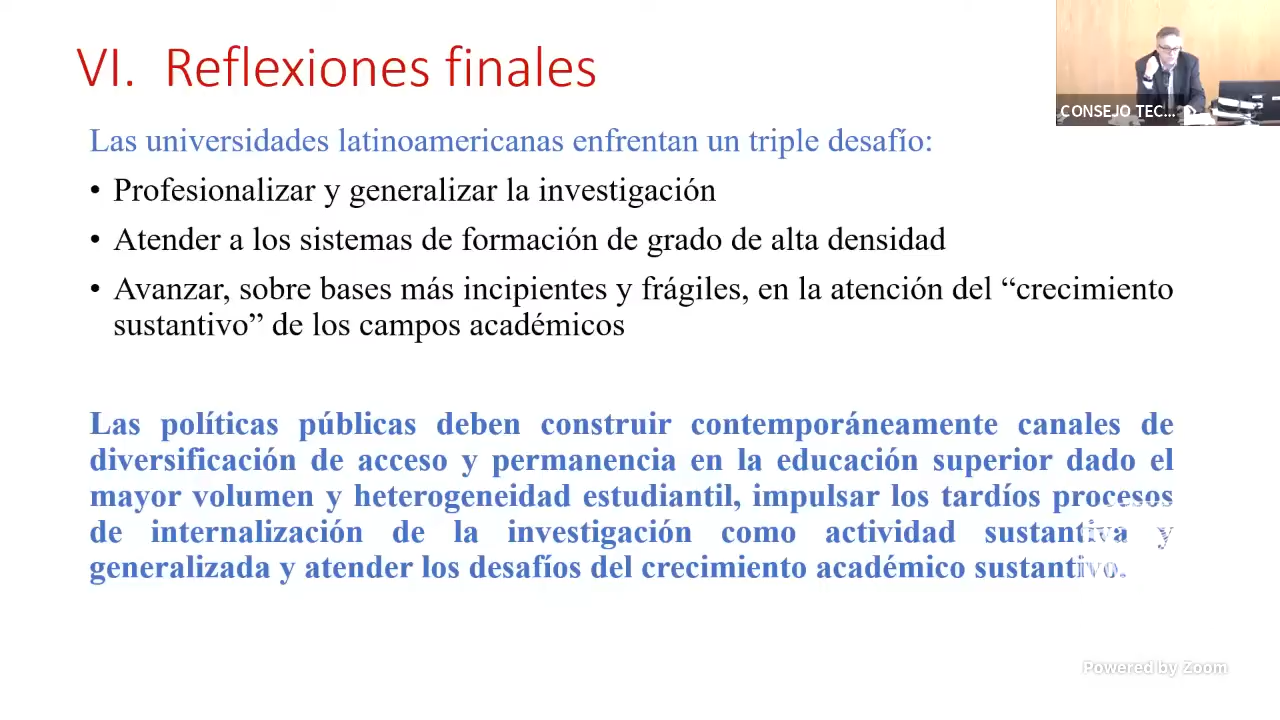 VI. Reflexiones finales
CONSEJO TEC...
Las universidades latinoamericanas enfrentan un triple desafío:
• Profesionalizar y generalizar la investigación
• Atender a los sistemas de formación de grado de alta densidad
• Avanzar, sobre bases más incipientes y frágiles, en la atención del “crecimiento
sustantivo” de los campos académicos
Las políticas públicas deben construir contemporáneamente canales de
diversificación de acceso y permanencia en la educación superior dado el
mayor volumen y heterogeneidad estudiantil, impulsar los tardíos procesos
de internalización de la investigación como actividad sustantiva y
generalizada y atender los desafíos del crecimiento académico sustantivo.
Powered by Zoom